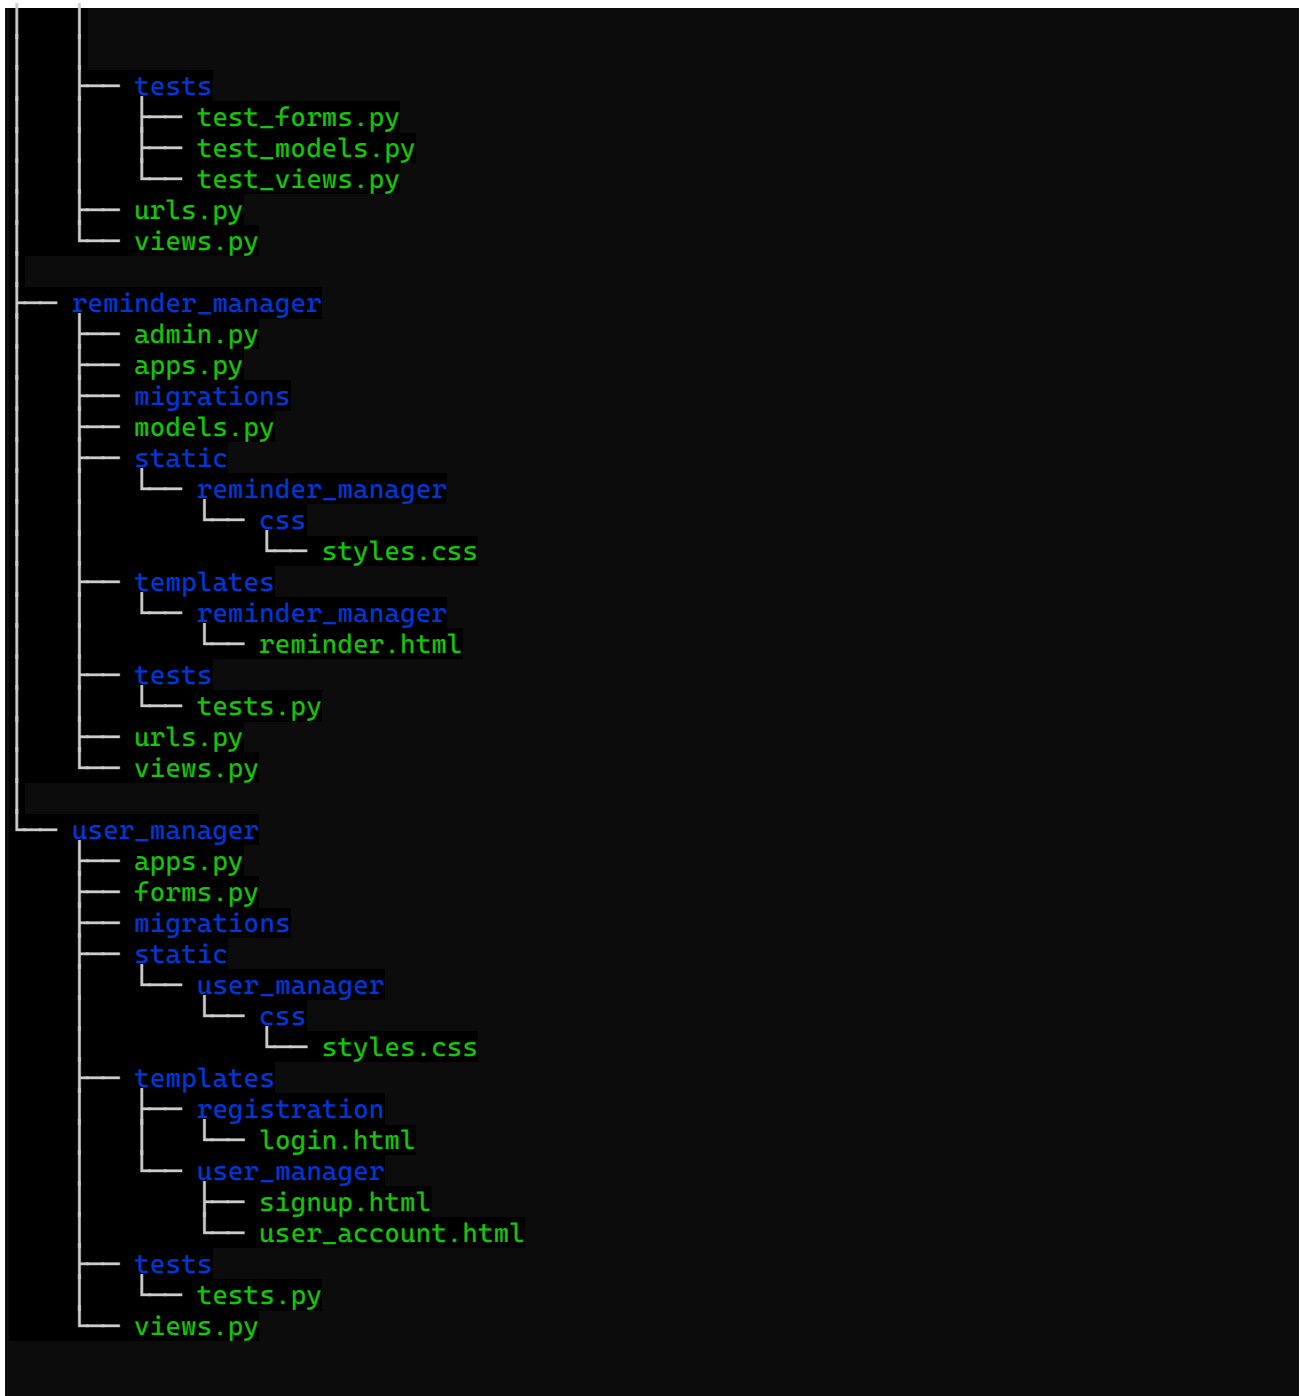 tests
test_forms.py
test_models.py
test_views.py
urls.py
views.py
reminder_manager
admin.py
apps.py
migrations
models.py
static
reminder_manager
css
styles.css
templates
reminder_manager
reminder.html
tests
tests.py
urls.py
views.py
user_manager
apps.py
forms.py
migrations
static
user_manager
css
styles.css
templates
registration
login.html
user_manager
signup.html
user_account.html
tests
tests.py
views.py